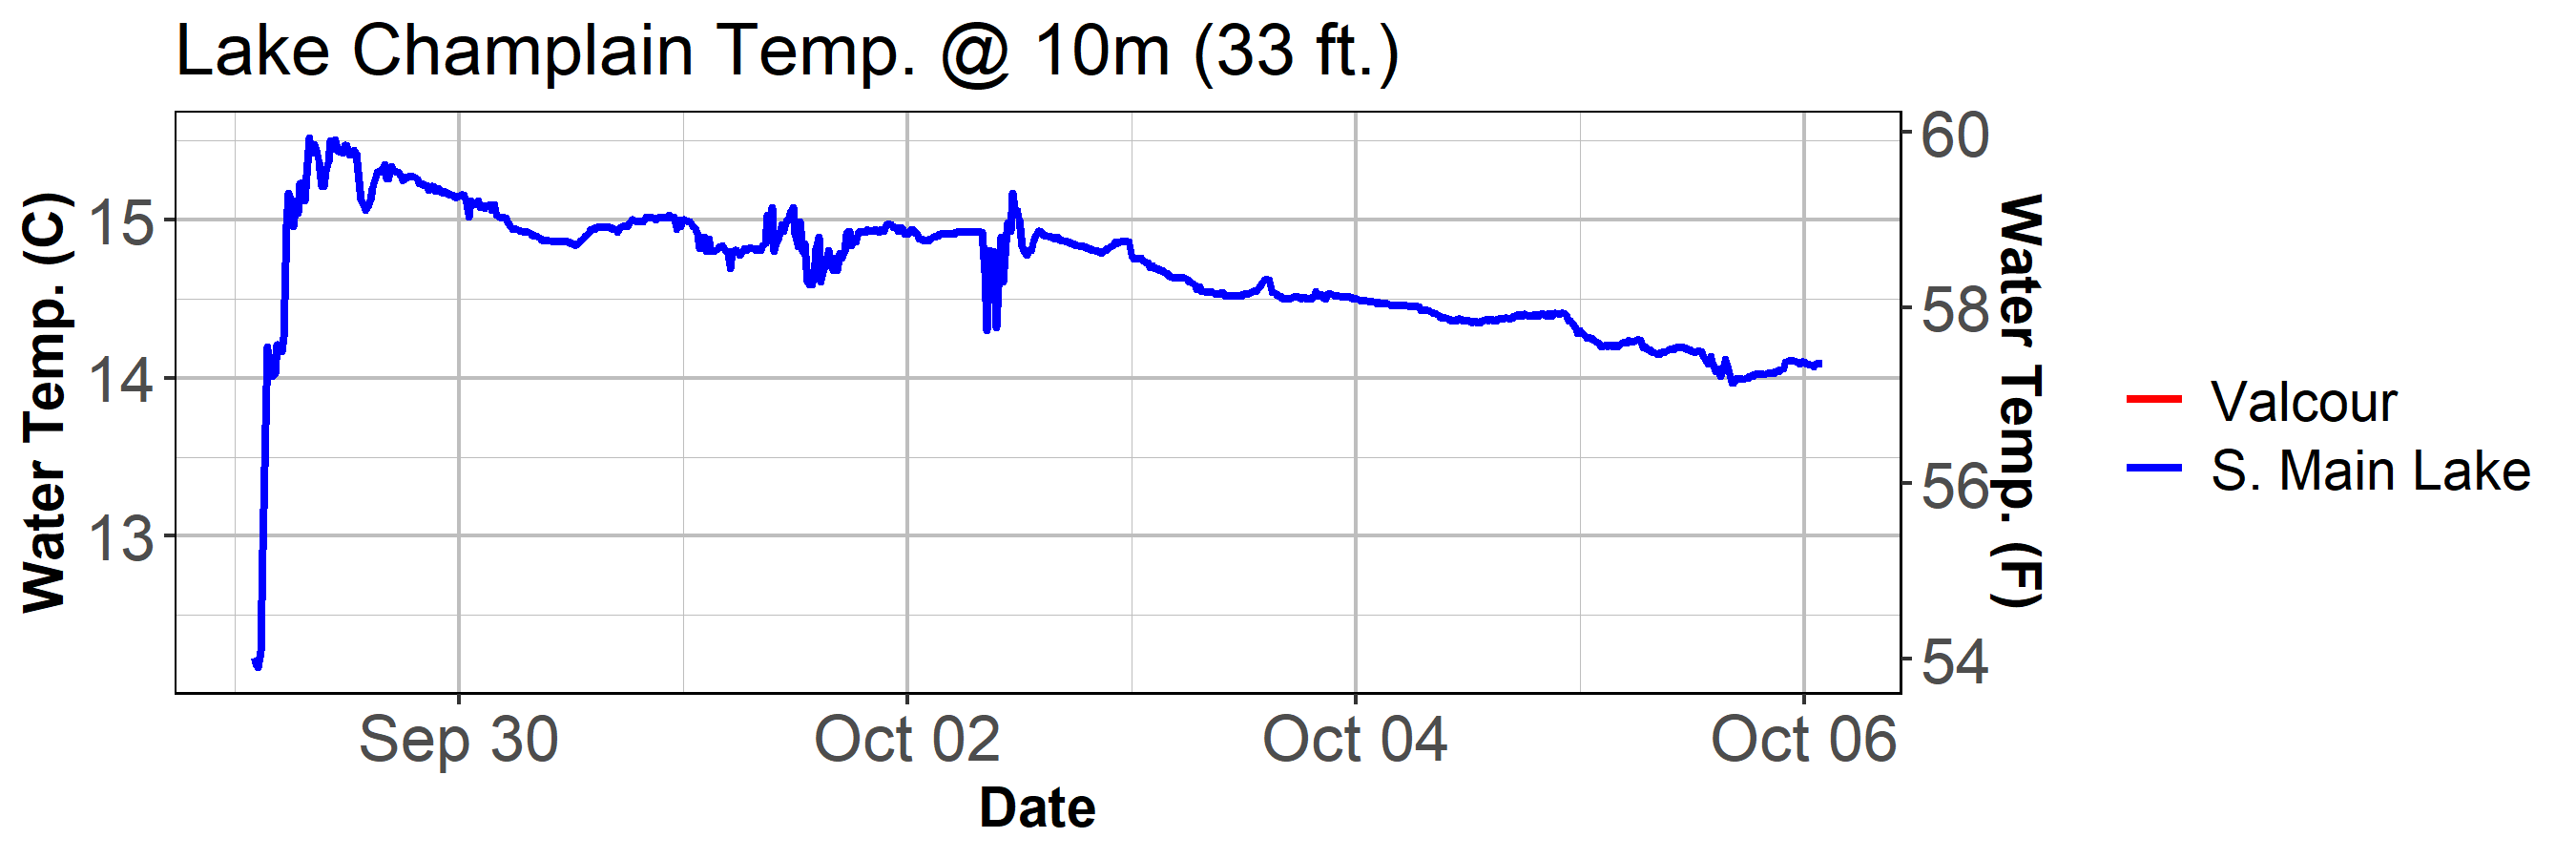 Lake Champlain Temp. @ 10m (33 ft.)
Water Temp. (C)
15
14
13
60
58
56
54
Water Temp. (F)
Sep 30
Oct 02
Oct 04
Oct 06
Date
Valcour
S. Main Lake